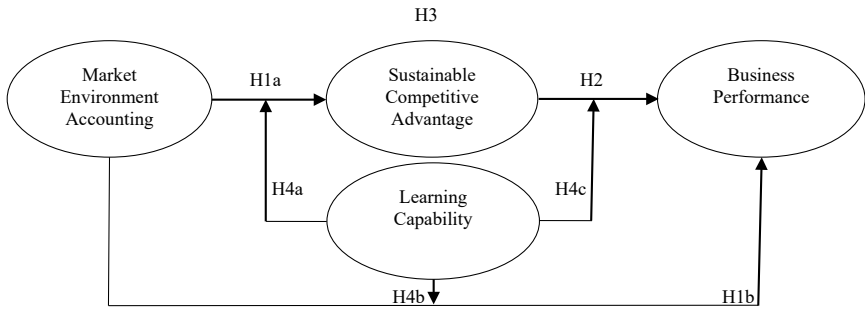 H3
Market
Environment
Accounting
H1a
Sustainable
Competitive
Advantage
H2
Business
Performance
H4a
Learning
Capability
H4c
H4b
H1b